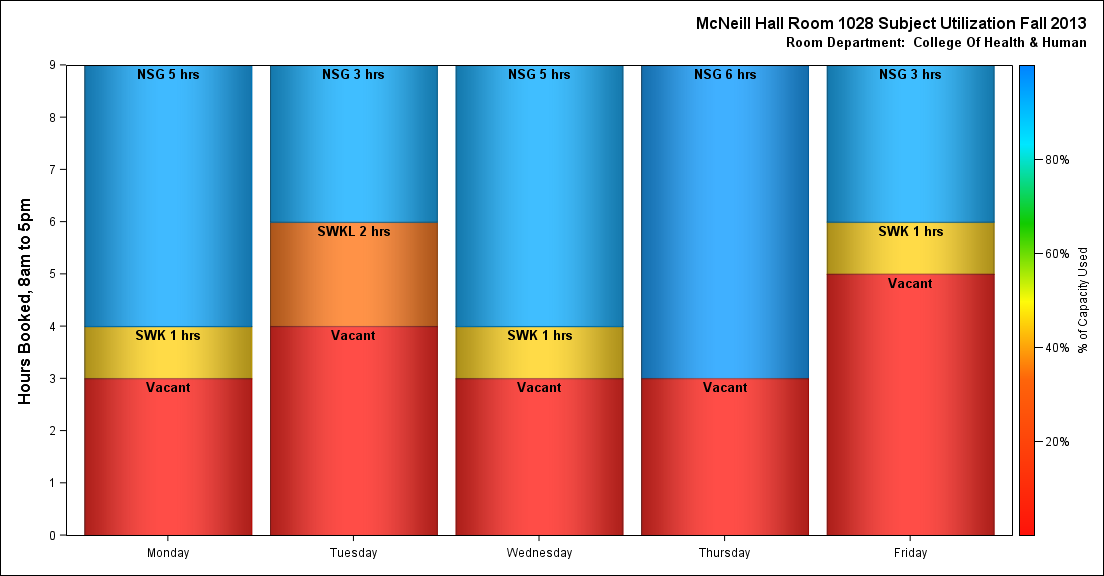 McNeill Hall Room 1028 Subject Utilization Fall 2013
Room Department:  College Of Health & Human
Hours Booked, 8am to 5pm
9
8
7
6
5
4
3
2
1
0
NSG 5 hrs
SWK 1 hrs
Vacant
NSG 3 hrs
SWKL 2 hrs
Vacant
NSG 5 hrs
SWK 1 hrs
Vacant
NSG 6 hrs
Vacant
NSG 3 hrs
SWK 1 hrs
Vacant
Monday
Tuesday
Wednesday
Thursday
Friday
80%
60%
40%
20%
% of Capacity Used